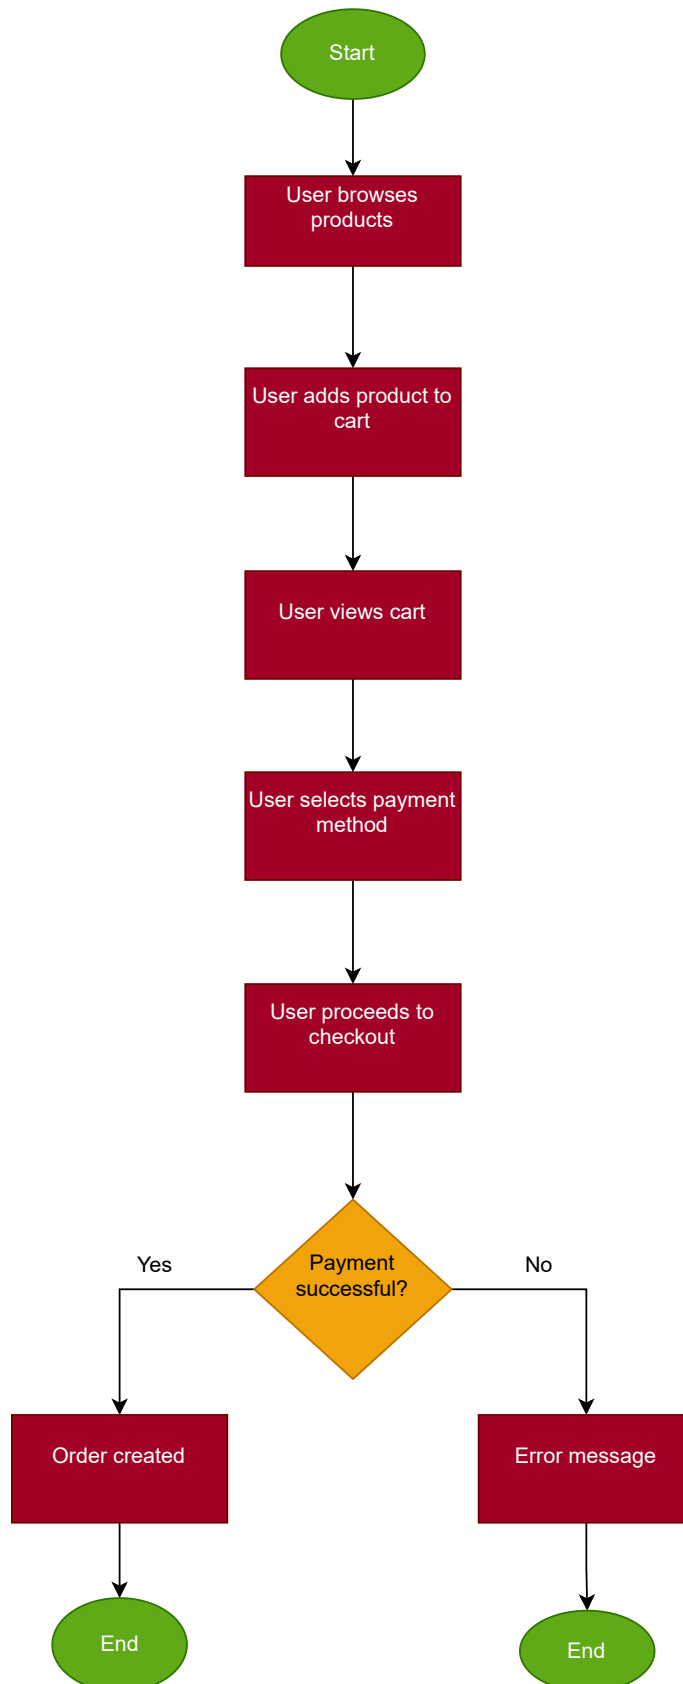 Start
User browses
products
User adds product to
cart
User views cart
User selects payment
method
User proceeds to
checkout
Payment
successful?
Yes
No
Order created
Error message
End
End